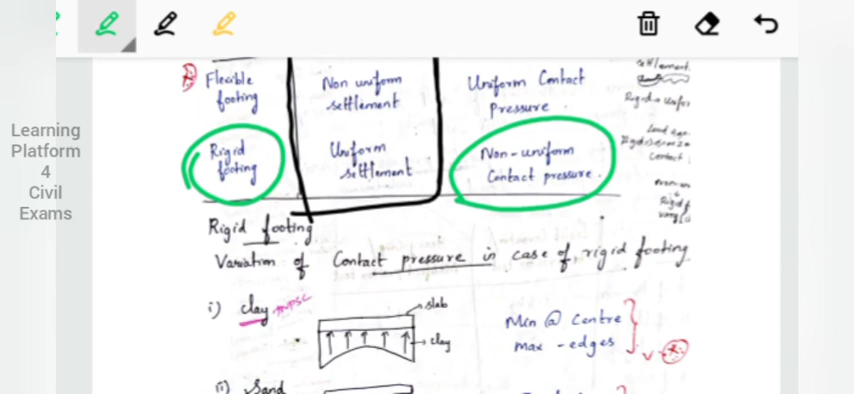 Learning
Platform
4
Civil
Exams
Flexible footing
Non uniform settlement
Uniform Contact Pressure.
Rigid footing
Uniform settlement
Non-uniform Contact pressure.
settlement
Contact
Rigid footing
Variation of Contact pressure in case of rigid footing
i) clay
slab
clay
Min @ centre
max - edges
ii) Sand